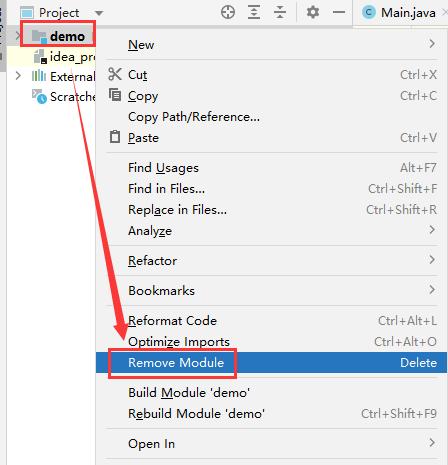 Project
Main.java
demo
idea_pro
External
Scratche
New
Cut Ctrl+X
Copy Ctrl+C
Copy Path/Reference...
Paste Ctrl+V
Find Usages Alt+F7
Find in Files... Ctrl+Shift+F
Replace in Files... Ctrl+Shift+R
Analyze
Refactor
Bookmarks
Reformat Code Ctrl+Alt+L
Optimize Imports Ctrl+Alt+O
Remove Module Delete
Build Module 'demo'
Rebuild Module 'demo' Ctrl+Shift+F9
Open In